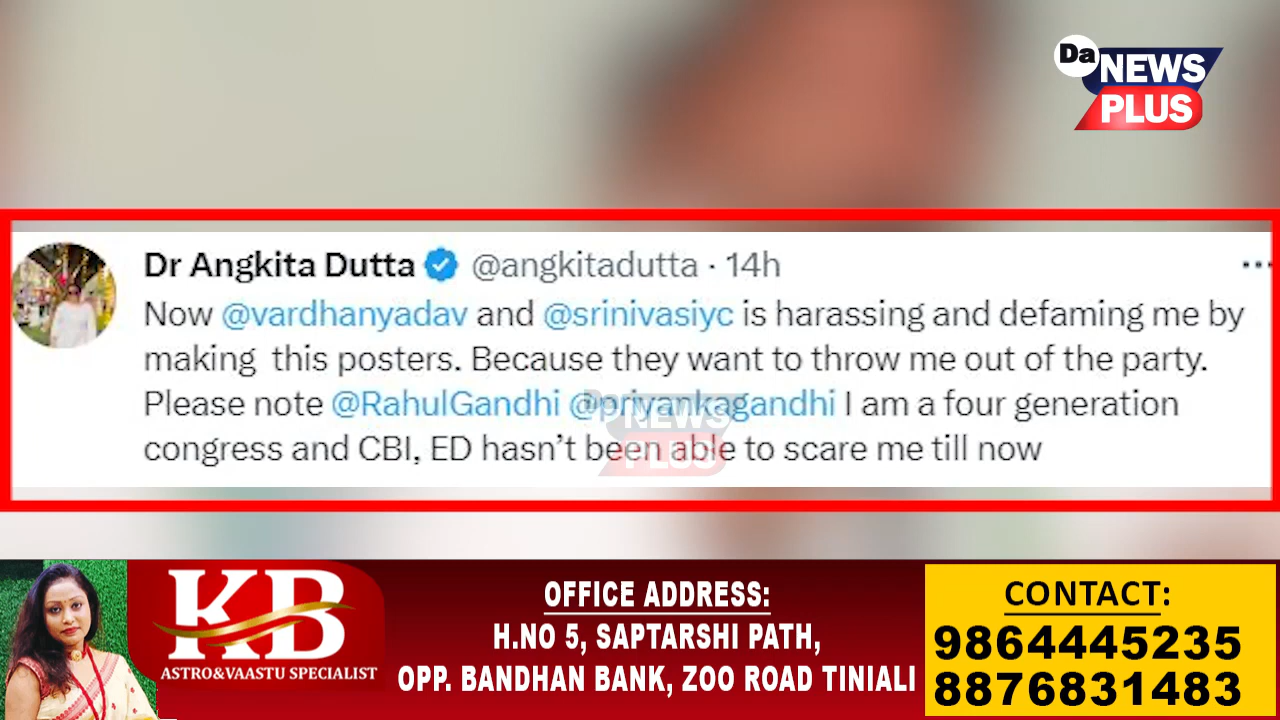 Da NEWS
PLUS
Dr Angkita Dutta @angkitadutta · 14h
Now @vardhanyadav and @srinivasiyc is harassing and defaming me by
making this posters. Because they want to throw me out of the party.
Please note @RahulGandhi @priyankagandhi I am a four generation
congress and CBI, ED hasn't been able to scare me till now
NEWS
PLUS
KB
ASTRO&VAASTU SPECIALIST
OFFICE ADDRESS:
H.NO 5, SAPTARSHI PATH,
OPP. BANDHAN BANK, ZOO ROAD TINIALI
CONTACT:
9864445235
8876831483